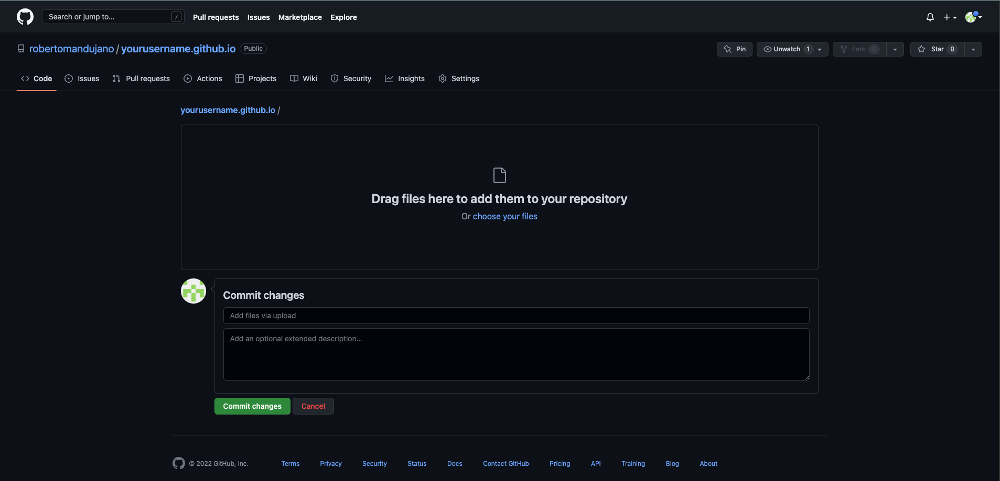 Search or jump to... /
Pull requests Issues Marketplace Explore
robertomandujano / yourusername.github.io Public
Pin Unwatch 1 Fork 0 Star 0
Code Issues Pull requests Actions Projects Wiki Security Insights Settings
yourusername.github.io /
Drag files here to add them to your repository
Or choose your files
Commit changes
Add files via upload
Add an optional extended description...
Commit changes Cancel
© 2022 GitHub, Inc. Terms Privacy Security Status Docs Contact GitHub Pricing API Training Blog About